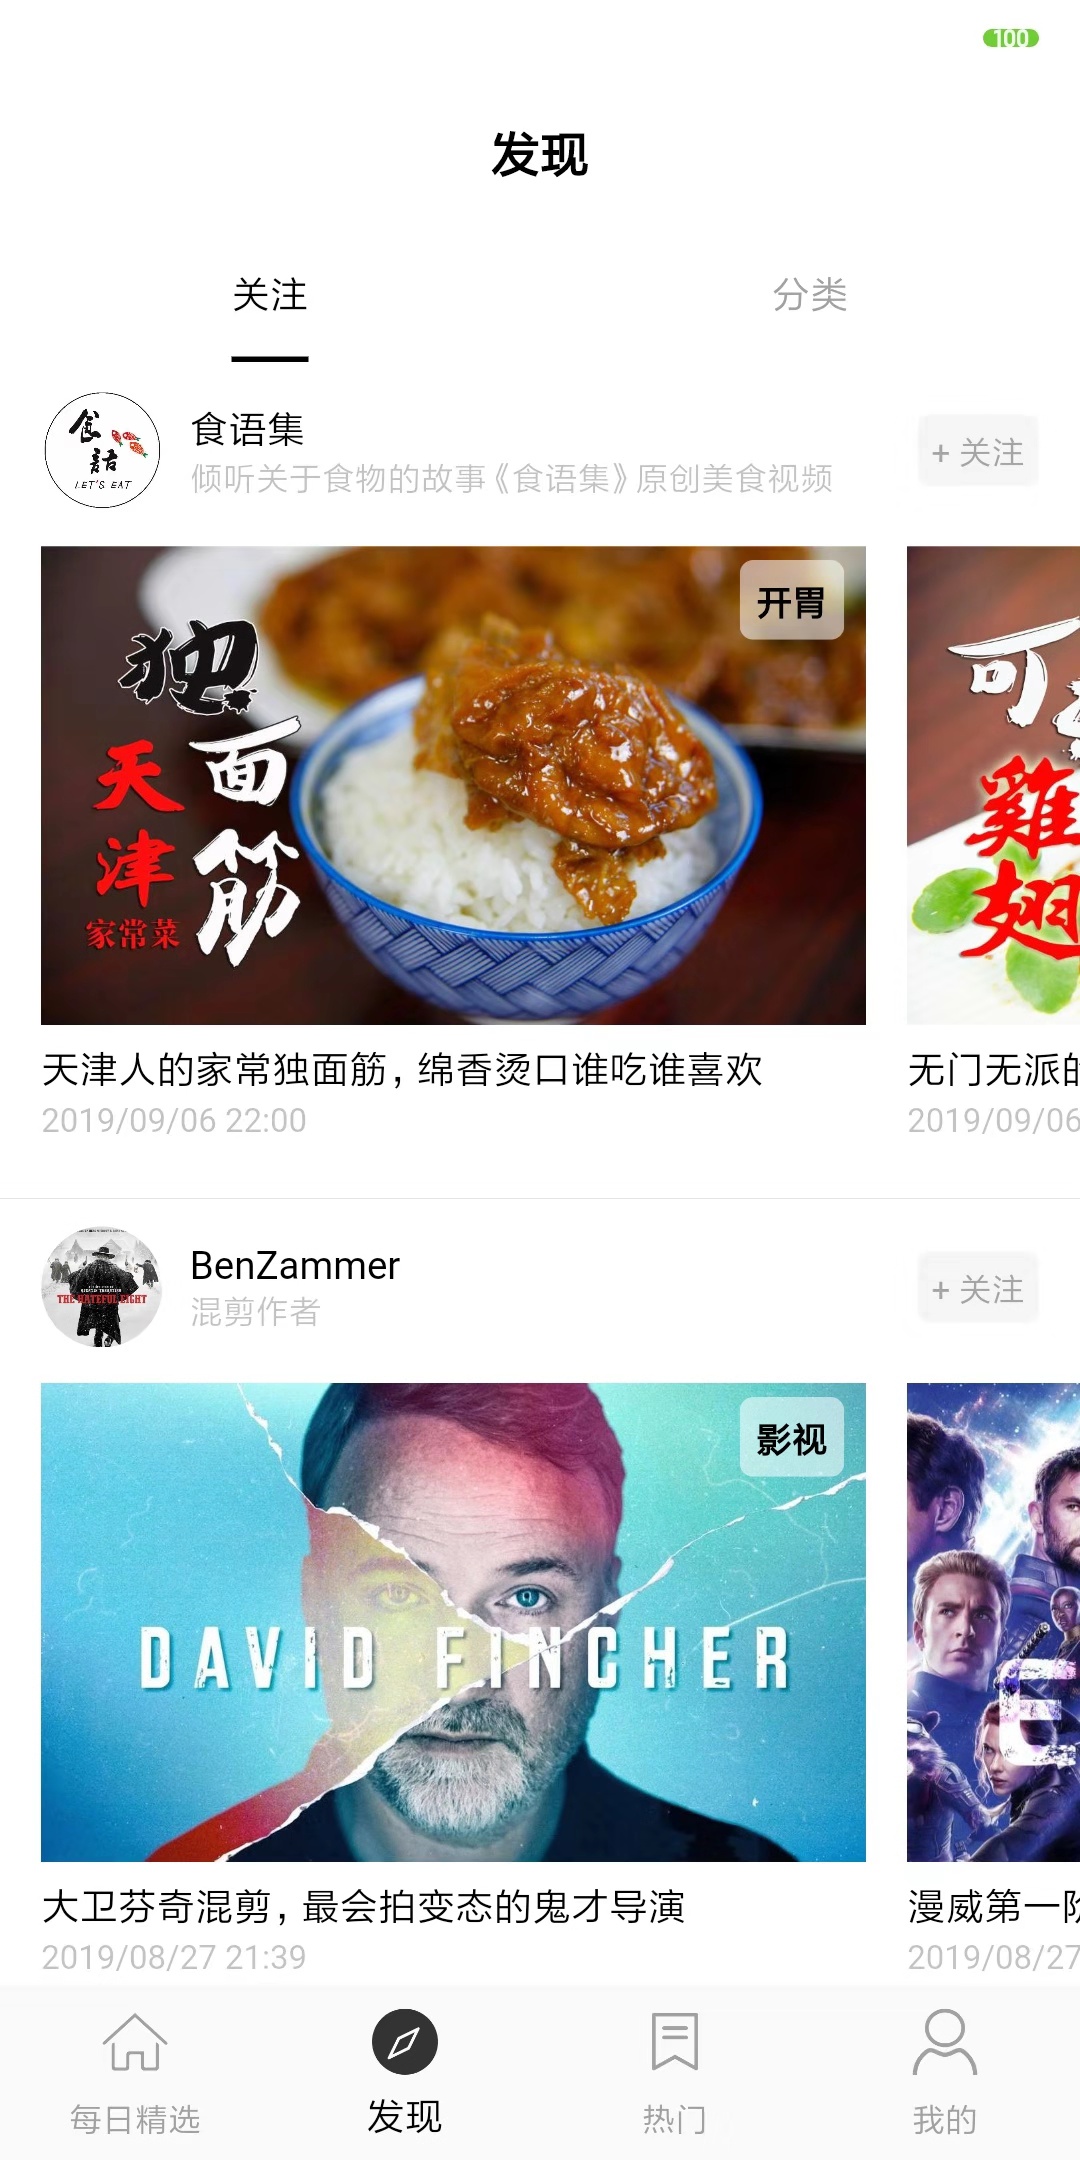 100
发现
关注
分类
食語
LET'S EAT
食语集
倾听关于食物的故事《食语集》原创美食视频
+ 关注
开胃
独
面
筋
天
津
家常菜
可
雞
翅
天津人的家常独面筋，绵香烫口谁吃谁喜欢
2019/09/06 22:00
无门无派的
2019/09/06
THE HATEFUL EIGHT
BenZammer
混剪作者
+ 关注
影视
DAVID FINCHER
E
大卫芬奇混剪，最会拍变态的鬼才导演
2019/08/27 21:39
漫威第一阶
2019/08/27
每日精选
发现
热门
我的